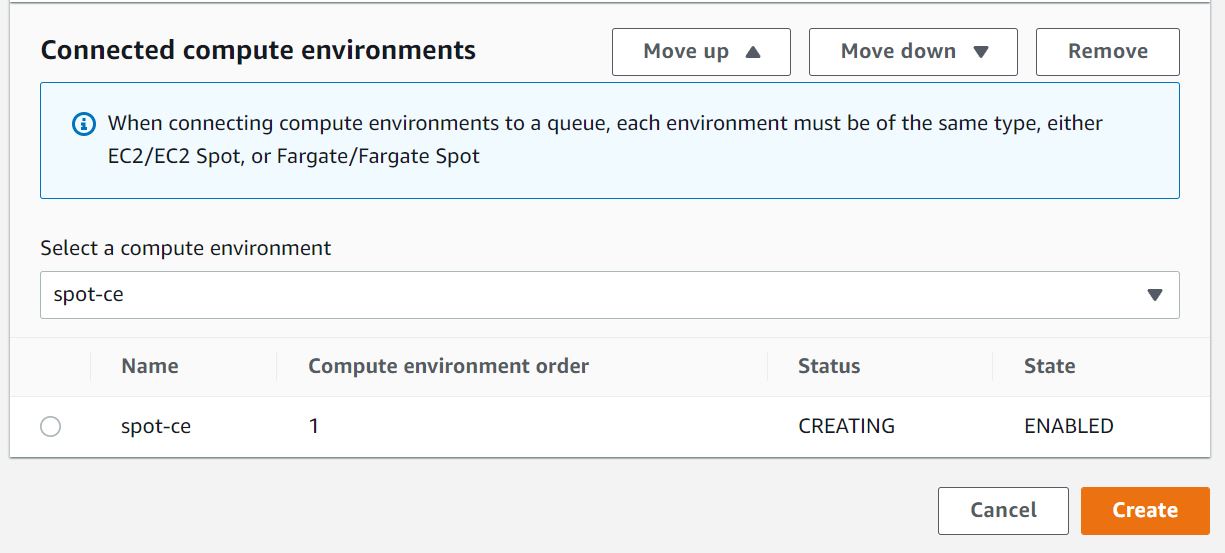 Connected compute environments
Move up
Move down
Remove
When connecting compute environments to a queue, each environment must be of the same type, either
EC2/EC2 Spot, or Fargate/Fargate Spot
Select a compute environment
spot-ce
Name Compute environment order Status State
spot-ce 1 CREATING ENABLED
Cancel
Create